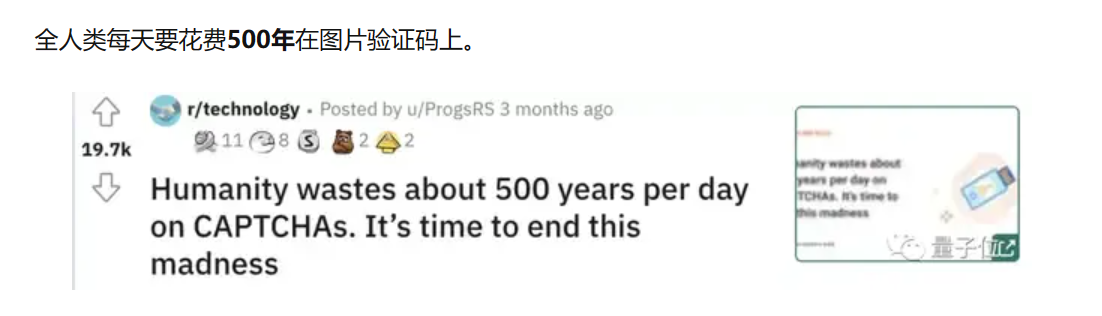 全人类每天要花费500年在图片验证码上。
r/technology · Posted by u/ProgsRS 3 months ago
11 8 S 2 2
19.7k
Humanity wastes about 500 years per day
on CAPTCHAs. It's time to end this
madness
anity wastes about
years per day on
TCHAs. It's time to
this madness
量子位